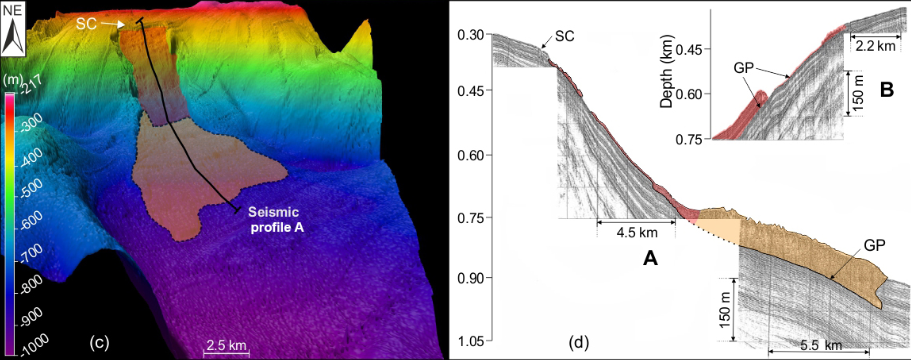 NE
SC
(m)
-217
-300
-400
-500
-600
-700
-800
-900
-1000
Seismic
profile A
(c)
2.5 km
(d)
0.30
0.45
0.60
0.75
0.90
1.05
SC
4.5 km
A
GP
150 m
5.5 km
Depth (km)
0.45
0.60
0.75
GP
2.2 km
150 m
B